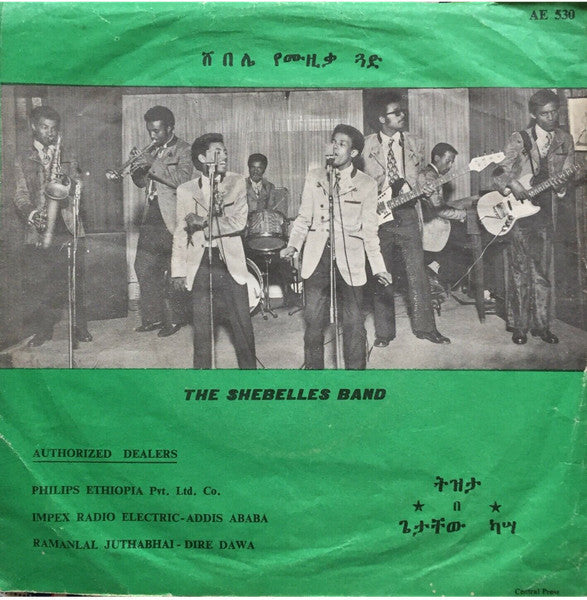 AE 530
ሸበሌ የሙዚቃ ጓድ
THE SHEBELLES BAND
AUTHORIZED DEALERS
PHILIPS ETHIOPIA Pvt. Ltd. Co.
IMPEX RADIO ELECTRIC-ADDIS ABABA
RAMANLAL JUTHABHAI - DIRE DAWA
ትዝታ
★ በ ★
ጌታቸው ካሣ
Central Press